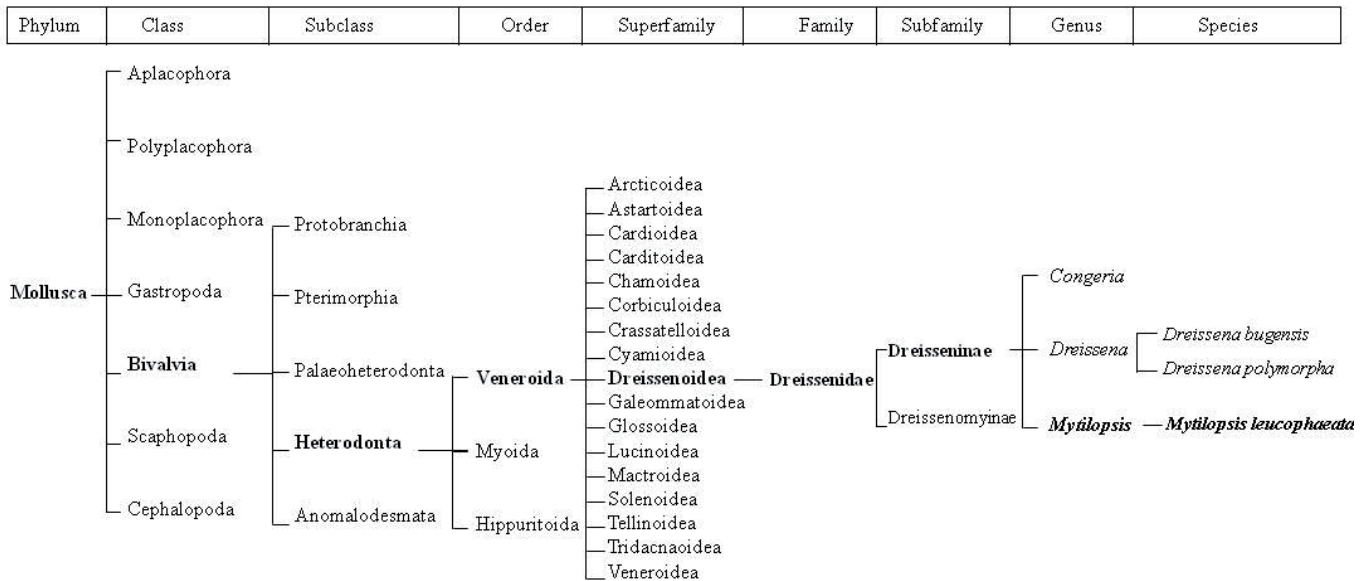 Phylum Class Subclass Order Superfamily Family Subfamily Genus Species
Aplacophora
Polyplacophora
Arcticoidea
Astartoidea
Monoplacophora Protobranchia
Cardioidea
Carditoidea
Chamoidea Congeria
Mollusca Gastropoda Pterimorphia
Corbiculoidea
Crassatelloidea Dreissena bugensis
Cyamioidea Dreisseninae Dreissena
Bivalvia Palaeoheterodonta Dreissena polymorpha
Veneroida Dreissenoidea Dreissenidae
Galeommatoidea
Dreissenomyinae
Glossoidea Mytilopsis Mytilopsis leucophaeata
Scaphopoda Heterodonta
Myoida Lucinoidea
Mactroidea
Solenoidea
Cephalopoda Anomalodesmata
Hippuritoida Tellinoidea
Tridacnaoidea
Veneroidea